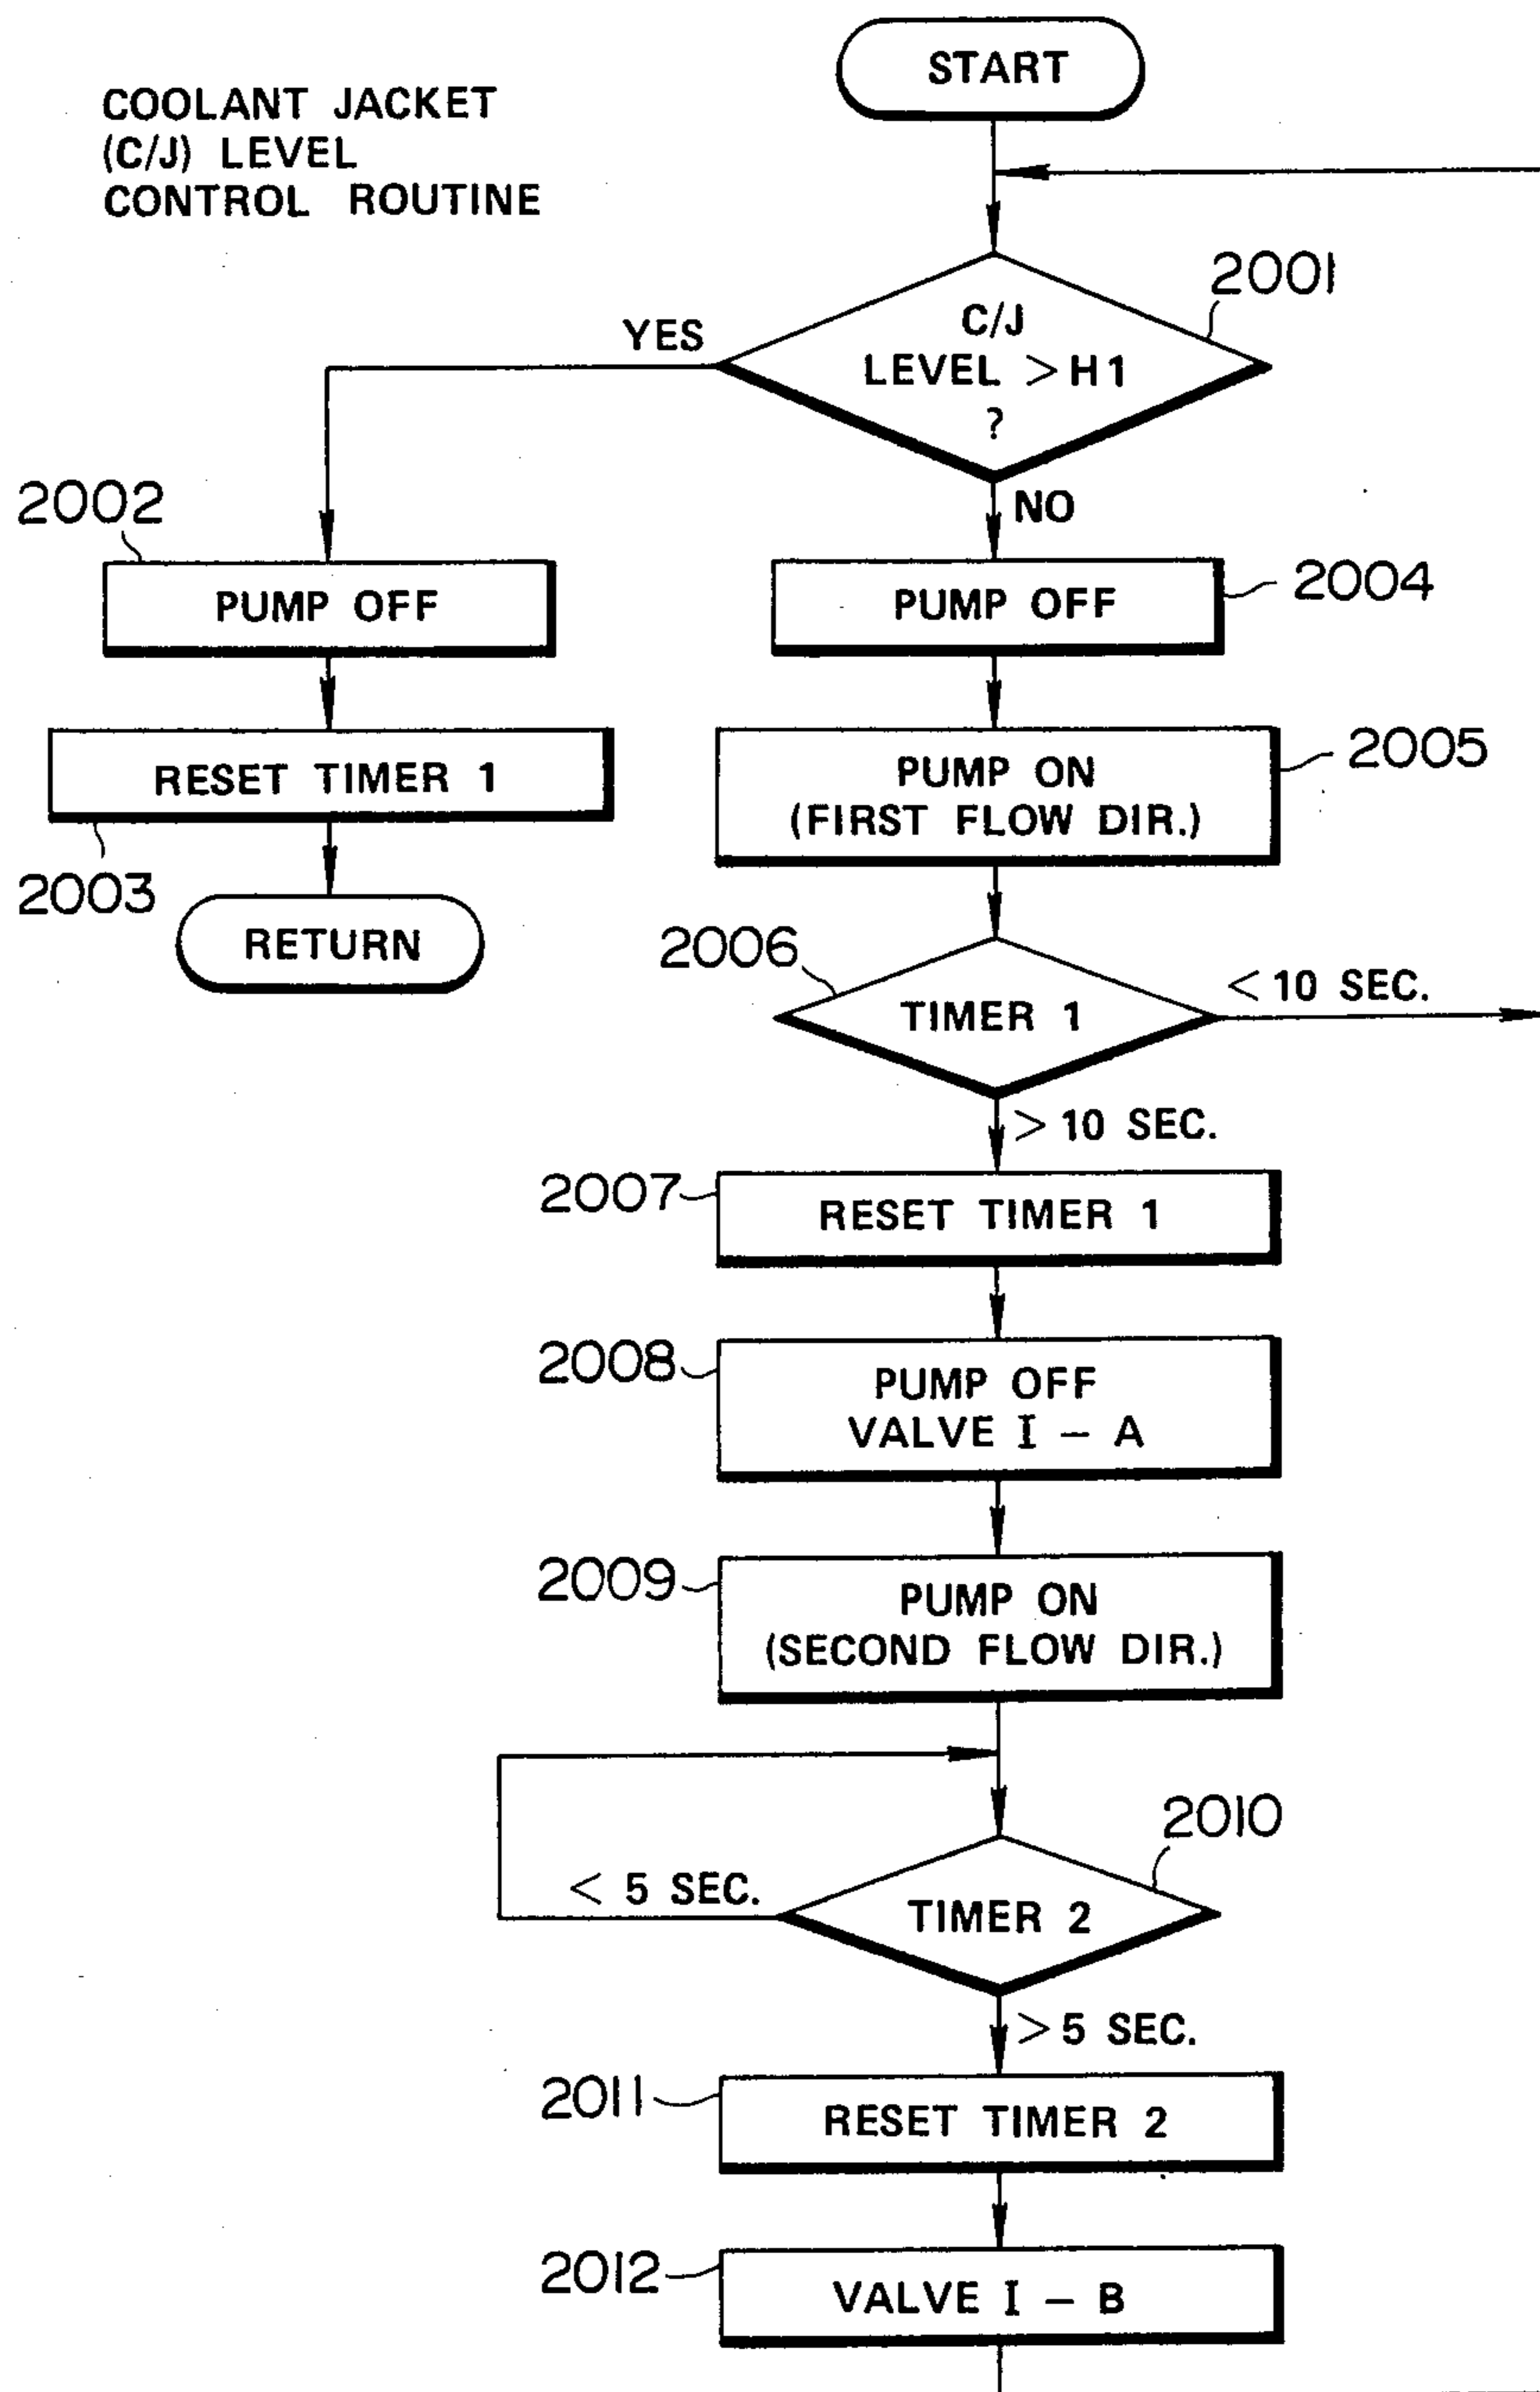 COOLANT JACKET
(C/J) LEVEL
CONTROL ROUTINE
START
2001
C/J
LEVEL > H1
?
YES
NO
2002
PUMP OFF
RESET TIMER 1
2003
RETURN
PUMP OFF
2004
PUMP ON
(FIRST FLOW DIR.)
2005
2006
TIMER 1
< 10 SEC.
> 10 SEC.
2007
RESET TIMER 1
2008
PUMP OFF
VALVE I – A
2009
PUMP ON
(SECOND FLOW DIR.)
2010
TIMER 2
< 5 SEC.
> 5 SEC.
2011
RESET TIMER 2
2012
VALVE I – B